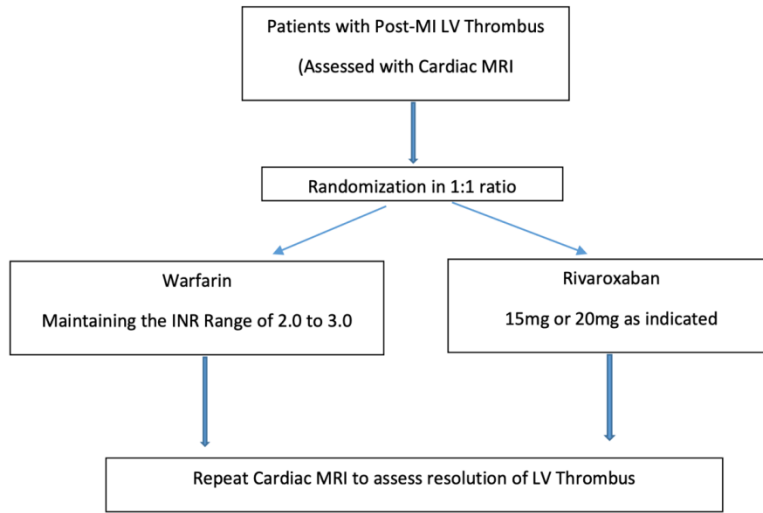 Patients with Post-MI LV Thrombus
(Assessed with Cardiac MRI
Randomization in 1:1 ratio
Warfarin
Maintaining the INR Range of 2.0 to 3.0
Rivaroxaban
15mg or 20mg as indicated
Repeat Cardiac MRI to assess resolution of LV Thrombus